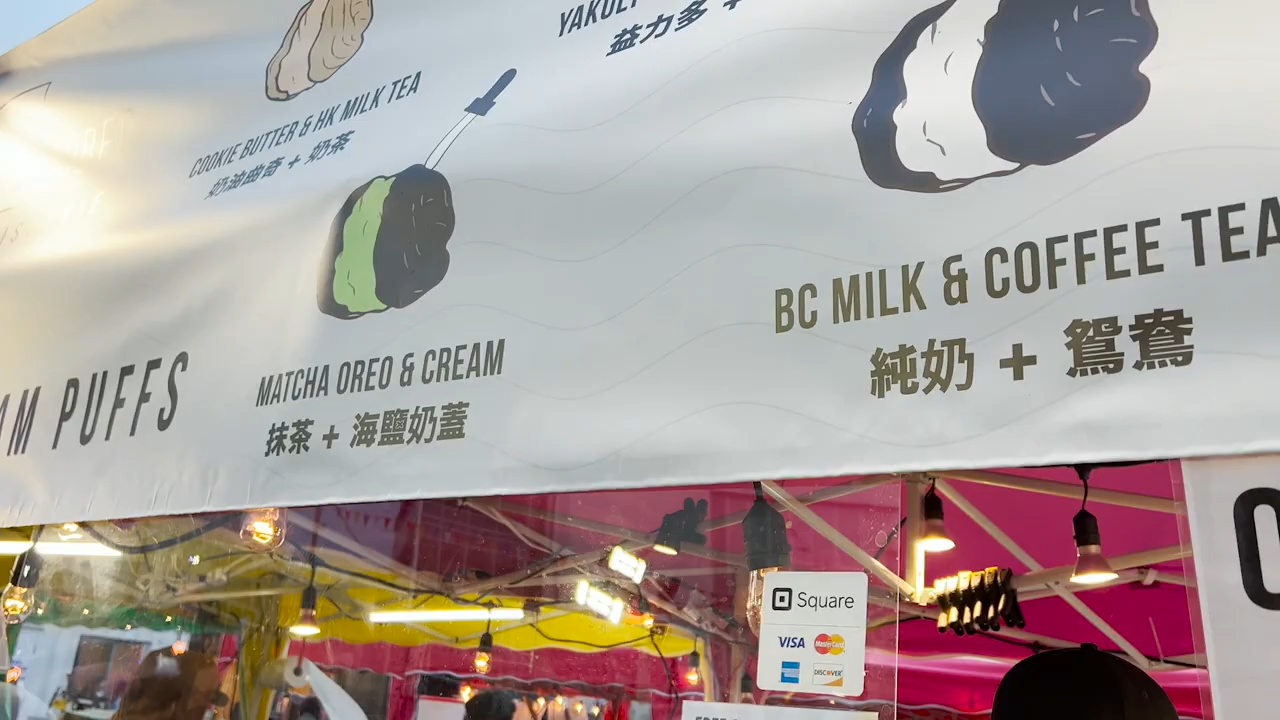 COOKIE BUTTER & HK MILK TEA
奶油曲奇 + 奶茶
益力多 +
MATCHA OREO & CREAM
抹茶 + 海鹽奶蓋
PUFFS
BC MILK & COFFEE TEA
純奶 + 鴛鴦
Square
VISA MasterCard
DISCOVER